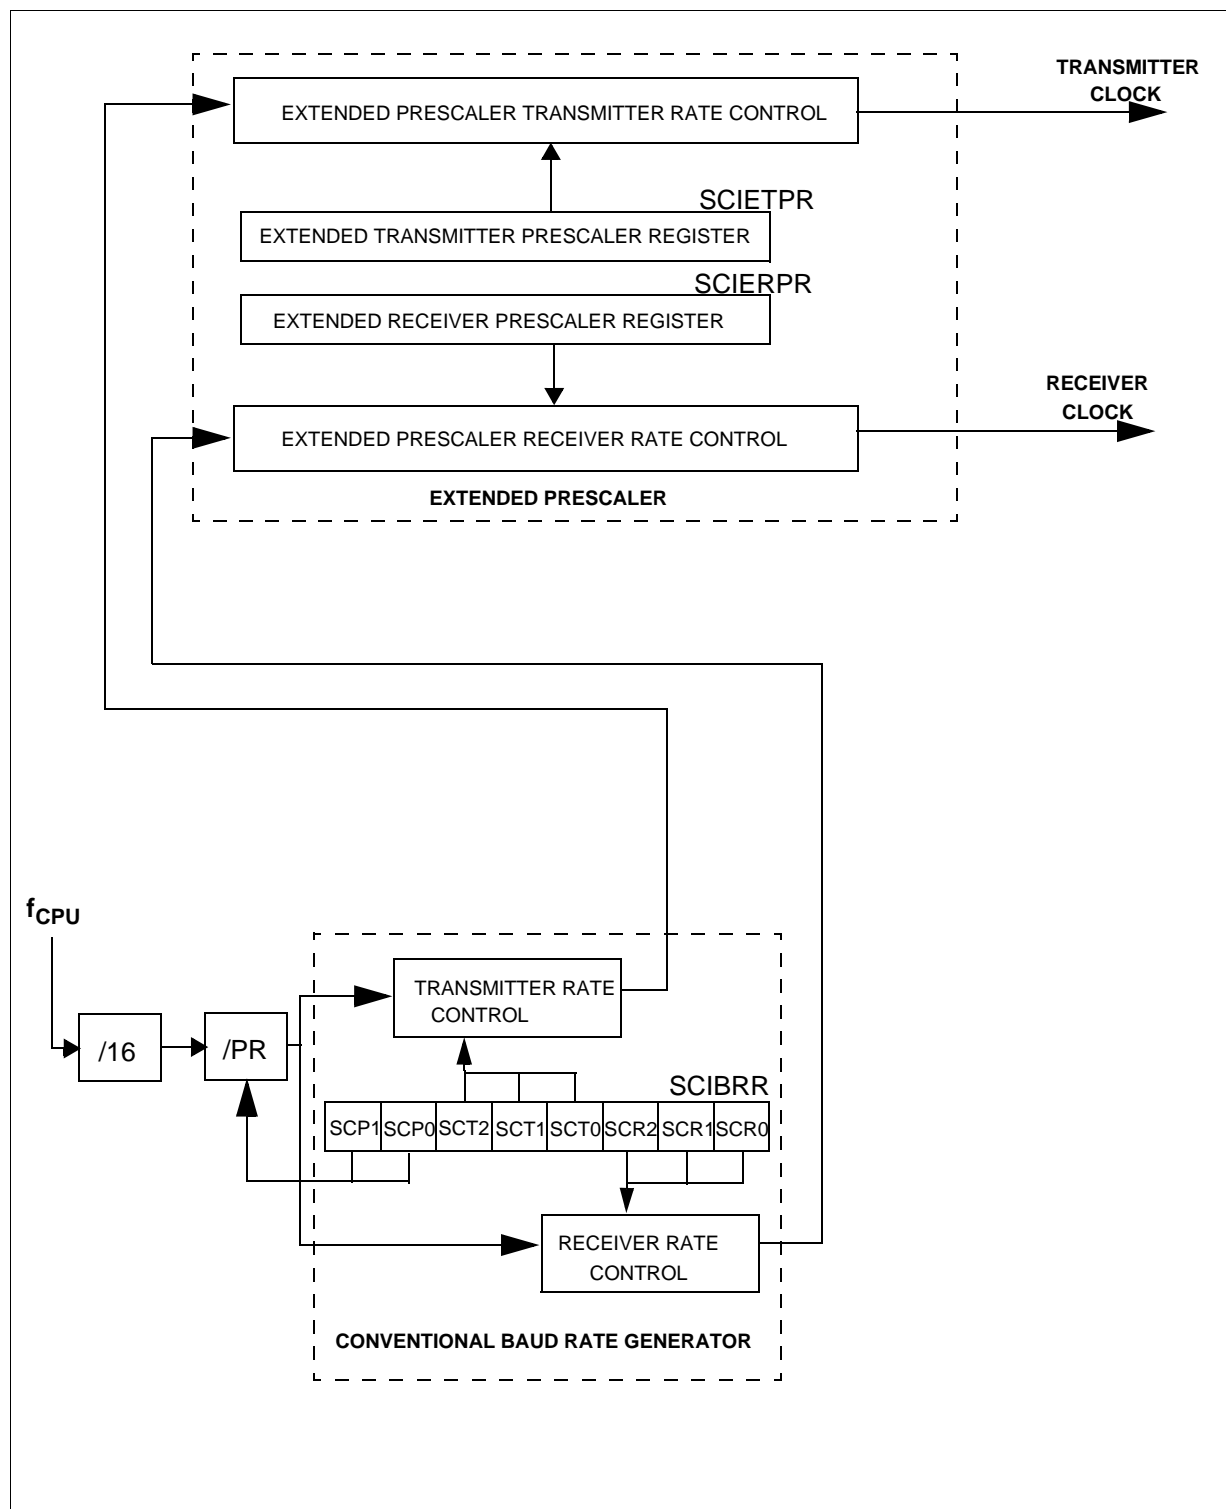 TRANSMITTER
CLOCK
EXTENDED PRESCALER TRANSMITTER RATE CONTROL
SCIETPR
EXTENDED TRANSMITTER PRESCALER REGISTER
SCIERPR
EXTENDED RECEIVER PRESCALER REGISTER
RECEIVER
CLOCK
EXTENDED PRESCALER RECEIVER RATE CONTROL
EXTENDED PRESCALER
fCPU
TRANSMITTER RATE
CONTROL
/16
/PR
SCIBRR
SCP1 SCP0 SCT2 SCT1 SCT0 SCR2 SCR1 SCR0
RECEIVER RATE
CONTROL
CONVENTIONAL BAUD RATE GENERATOR